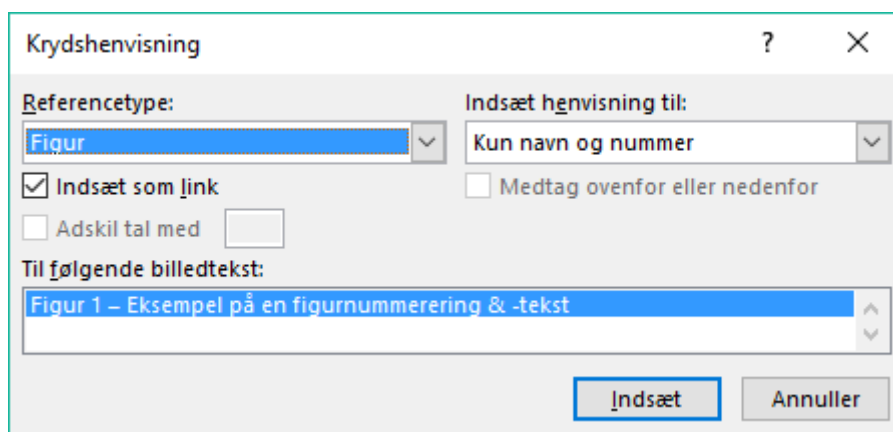 Krydshenvisning ?
Referencetype: Indsæt henvisning til:
Figur Kun navn og nummer
Indsæt som link Medtag ovenfor eller nedenfor
Adskil tal med
Til følgende billedtekst:
Figur 1 – Eksempel på en figurnummerering & -tekst
Indsæt Annuller